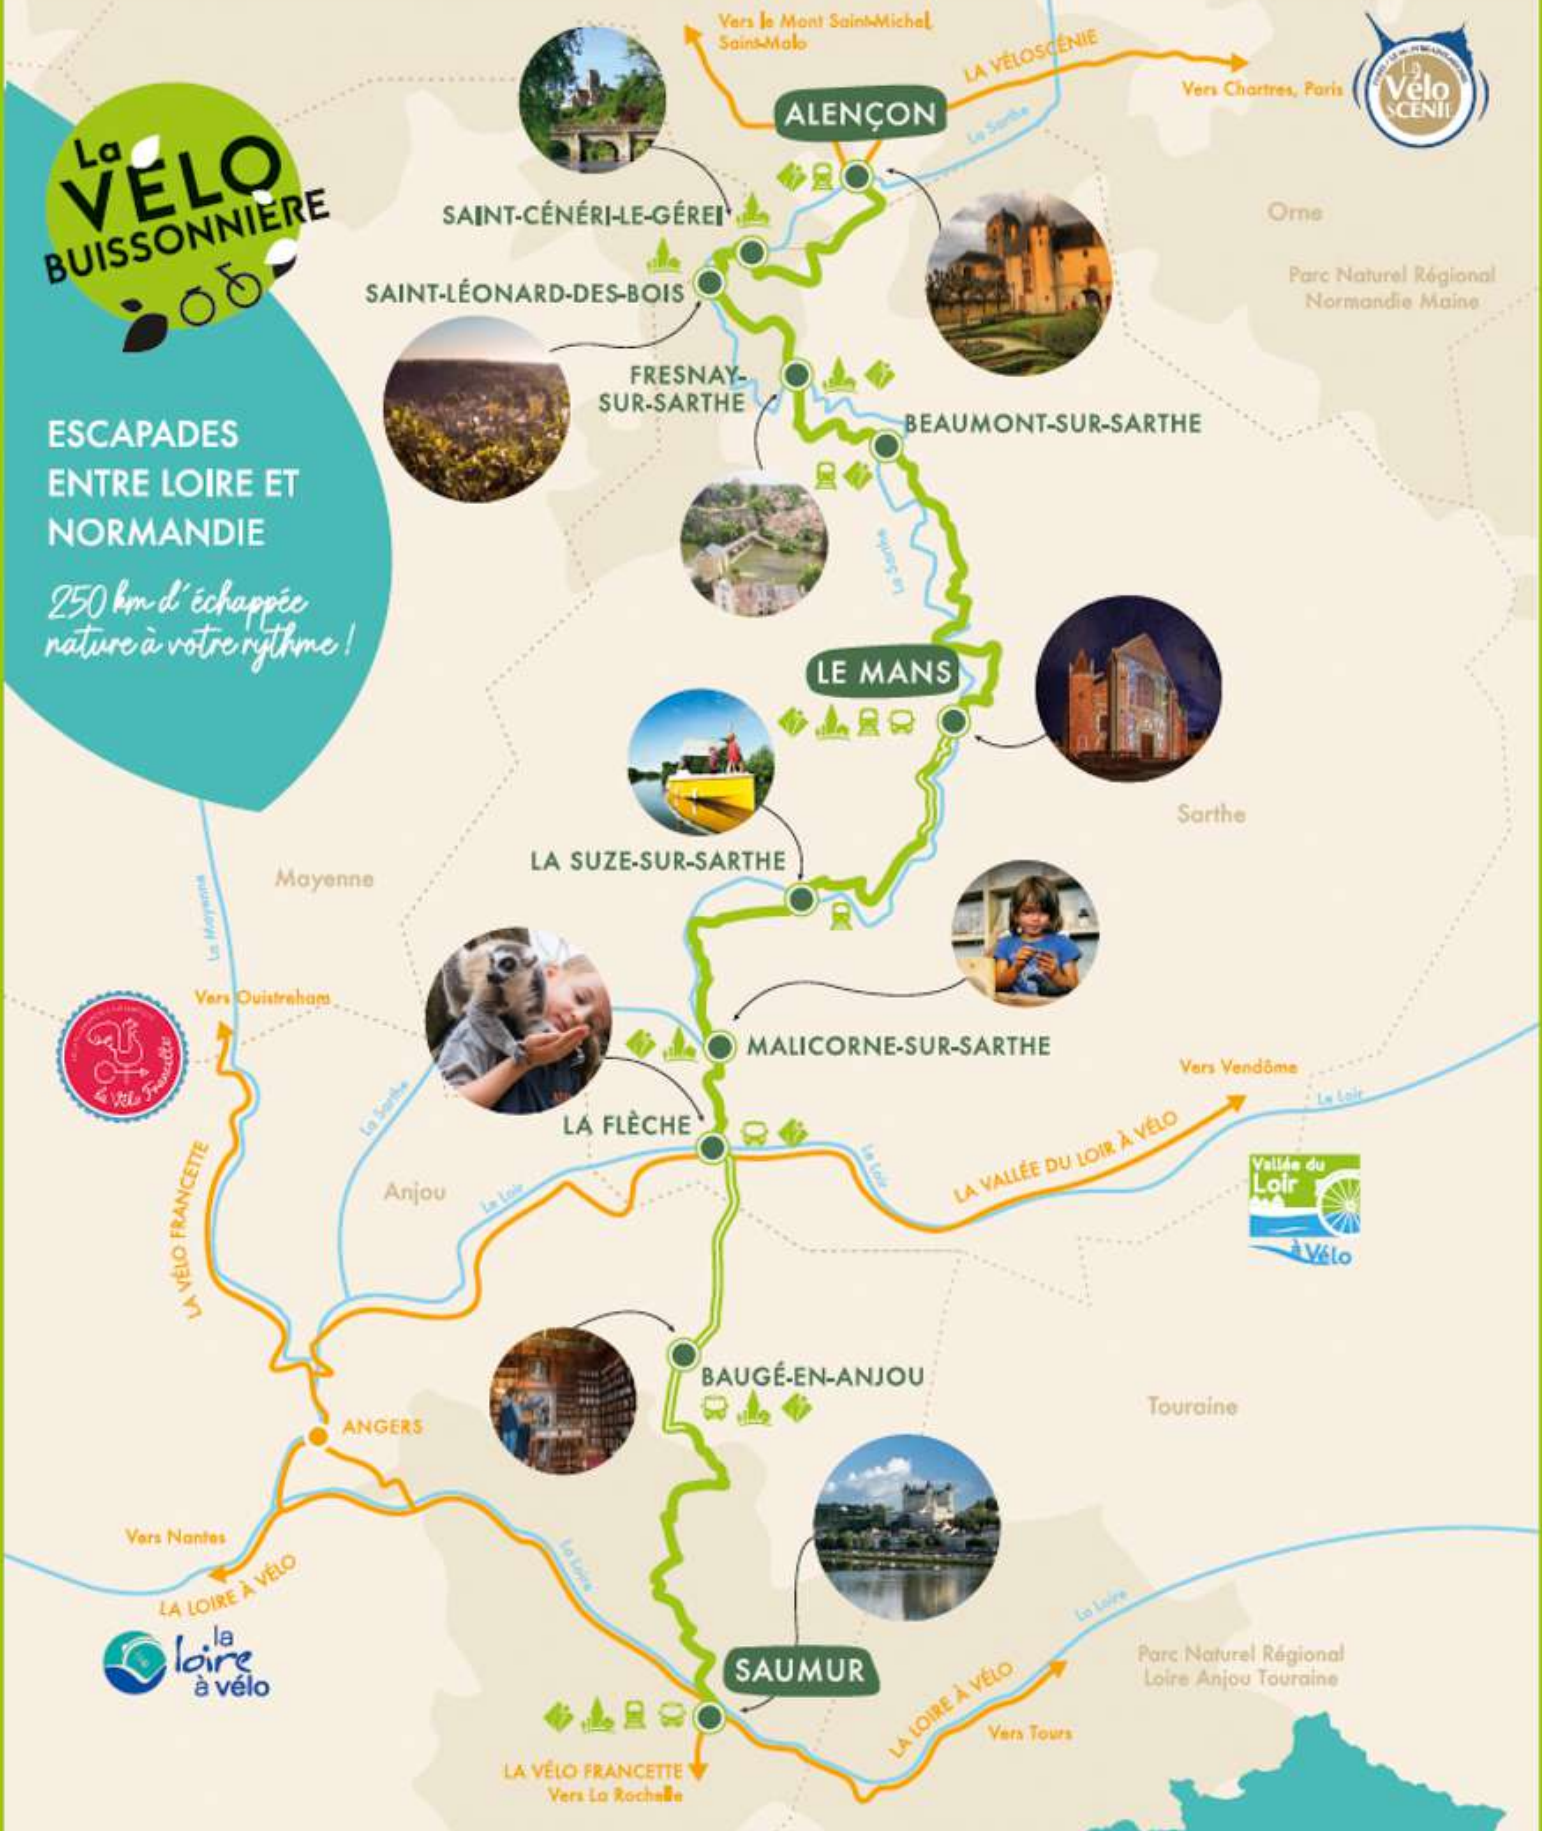 Vers le Mont Saint-Michel,
Saint-Malo
LA VÉLOSCÉNIE
Vers Chartres, Paris
La
Vélo
SCÉNIE
ALENÇON
La Sarthe
La
VÉLO
BUISSONNIÈRE
SAINT-CÉNÉRI-LE-GÉREI
Orne
SAINT-LÉONARD-DES-BOIS
Parc Naturel Régional
Normandie Maine
FRESNAY-
SUR-SARTHE
BEAUMONT-SUR-SARTHE
ESCAPADES
ENTRE LOIRE ET
NORMANDIE
250 km d'échappée
nature à votre rythme !
La Sarthe
LE MANS
Sarthe
LA SUZE-SUR-SARTHE
Mayenne
La Mayenne
Vers Ouistreham
la Vélo Francette
MALICORNE-SUR-SARTHE
Vers Vendôme
Le Loir
La Sarthe
LA FLÈCHE
LA VALLÉE DU LOIR À VÉLO
Le Loir
Vallée du
Loir
à Vélo
LA VÉLO FRANCETTE
Anjou
Le Loir
BAUGÉ-EN-ANJOU
Touraine
ANGERS
Vers Nantes
LA LOIRE À VÉLO
La Loire
la
loire
à vélo
La Loire
SAUMUR
Parc Naturel Régional
Loire Anjou Touraine
LA LOIRE À VÉLO
Vers Tours
LA VÉLO FRANCETTE
Vers La Rochelle